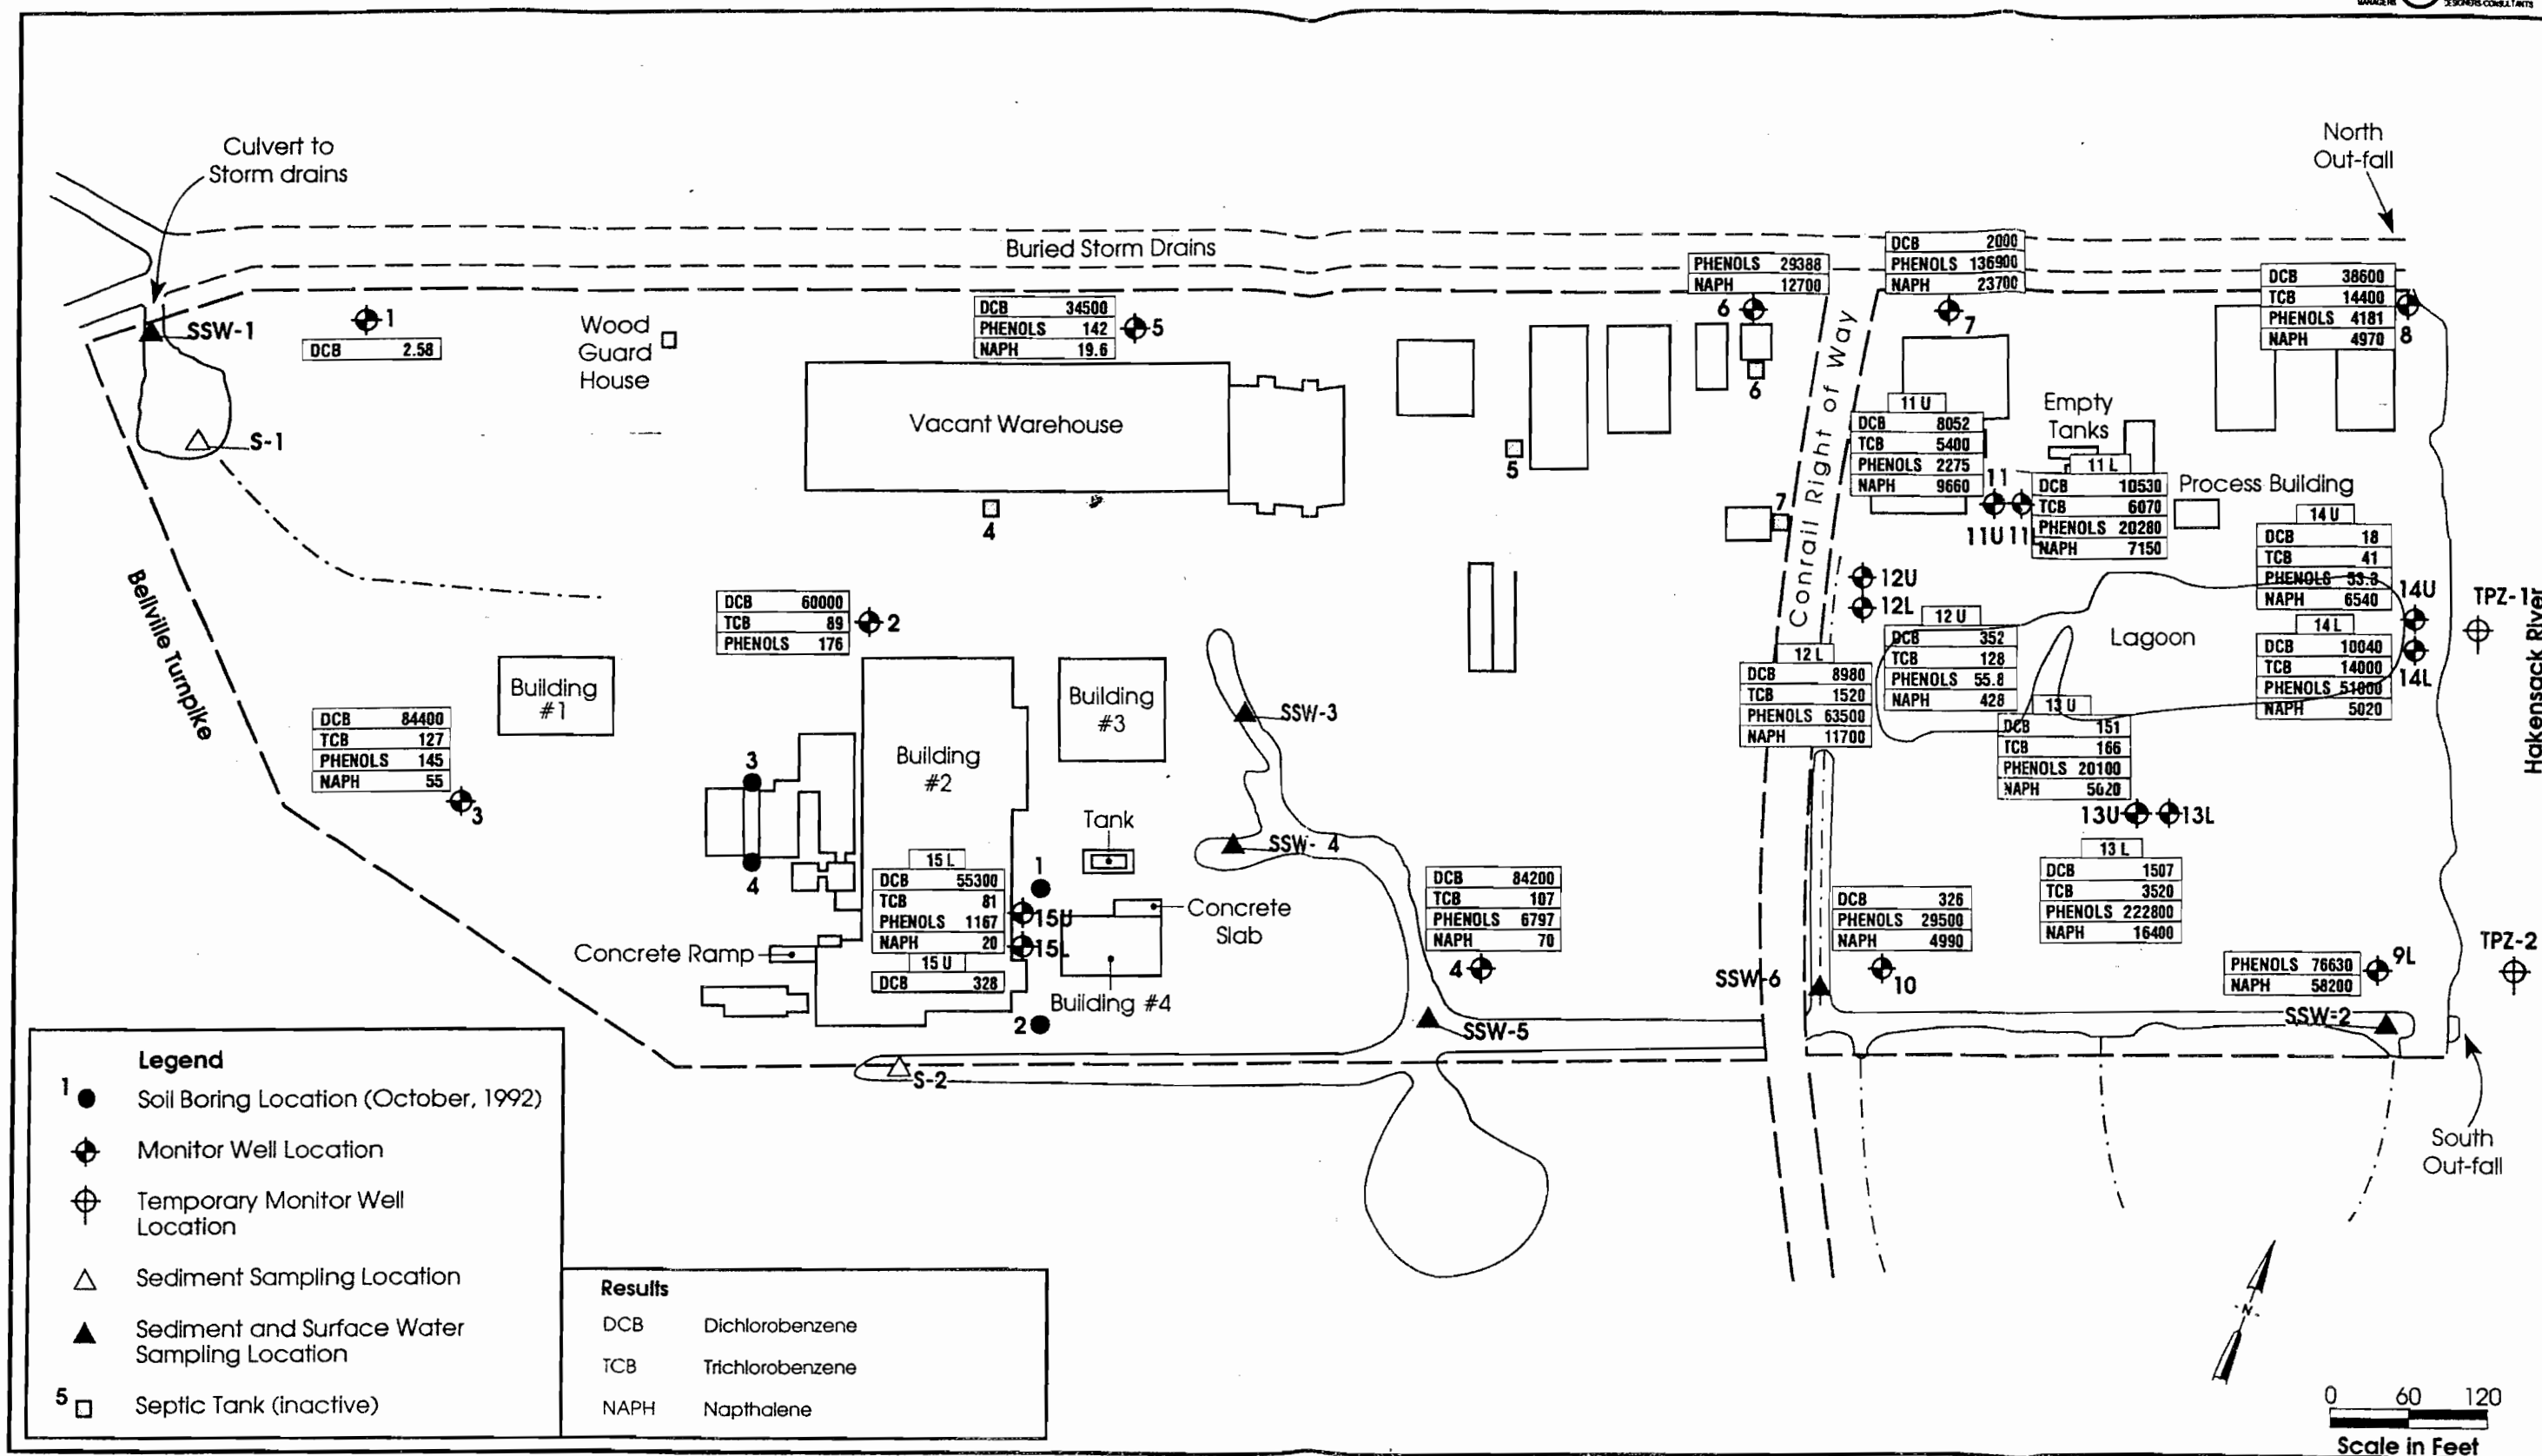 MANAGERS
DESIGNERS-CONSULTANTS
Culvert to
Storm drains
North
Out-fall
Buried Storm Drains
SSW-1
1
DCB 2.58
S-1
Wood
Guard
House
DCB 34500
PHENOLS 142
NAPH 19.6
5
Vacant Warehouse
4
5
PHENOLS 29388
NAPH 12700
6
6
7
Conrail Right of Way
DCB 2000
PHENOLS 136900
NAPH 23700
7
DCB 38600
TCB 14400
PHENOLS 4181
NAPH 4970
8
11 U
DCB 8052
TCB 5400
PHENOLS 2275
NAPH 9660
Empty
Tanks
11
11U 11
11 L
DCB 10530
TCB 6070
PHENOLS 20280
NAPH 7150
Process Building
14 U
DCB 18
TCB 41
PHENOLS 53.3
NAPH 6540
14U
14 L
DCB 10040
TCB 14000
PHENOLS 51800
NAPH 5020
14L
TPZ-1
Hakensack River
12U
12L
12 U
DCB 352
TCB 128
PHENOLS 55.8
NAPH 428
Lagoon
12 L
DCB 8980
TCB 1520
PHENOLS 63500
NAPH 11700
13 U
DCB 151
TCB 166
PHENOLS 20100
NAPH 5020
13U
13L
13 L
DCB 1507
TCB 3520
PHENOLS 222800
NAPH 16400
Bellville Turnpike
DCB 60000
TCB 89
PHENOLS 176
2
Building
#1
DCB 84400
TCB 127
PHENOLS 145
NAPH 55
3
3
4
Building
#2
Building
#3
Tank
1
15 L
DCB 55300
TCB 81
PHENOLS 1167
NAPH 20
15 U
DCB 328
15U
15L
Concrete
Slab
Concrete Ramp
Building #4
2
S-2
SSW-3
SSW- 4
DCB 84200
TCB 107
PHENOLS 6797
NAPH 70
4
SSW-5
SSW-6
DCB 326
PHENOLS 29500
NAPH 4990
10
PHENOLS 76630
NAPH 58200
9L
SSW-2
TPZ-2
South
Out-fall
Legend
1 Soil Boring Location (October, 1992)
Monitor Well Location
Temporary Monitor Well
Location
Sediment Sampling Location
Sediment and Surface Water
Sampling Location
5 Septic Tank (inactive)
Results
DCB Dichlorobenzene
TCB Trichlorobenzene
NAPH Napthalene
N
0 60 120
Scale in Feet